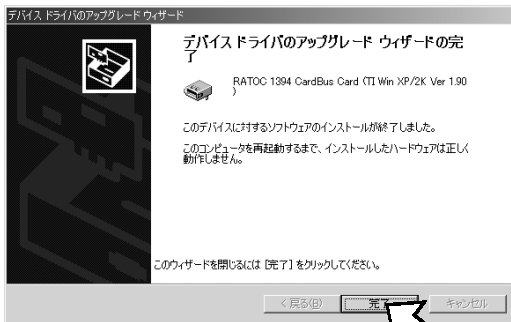 デバイス ドライバのアップグレード ウィザード
デバイス ドライバのアップグレード ウィザードの完
了
RATOC 1394 CardBus Card (TI Win XP/2K Ver 1.90
)
このデバイスに対するソフトウェアのインストールが終了しました。
このコンピュータを再起動するまで、インストールしたハードウェアは正しく
動作しません。
このウィザードを閉じるには [完了] をクリックしてください。
< 戻る(B)
完了
キャンセル